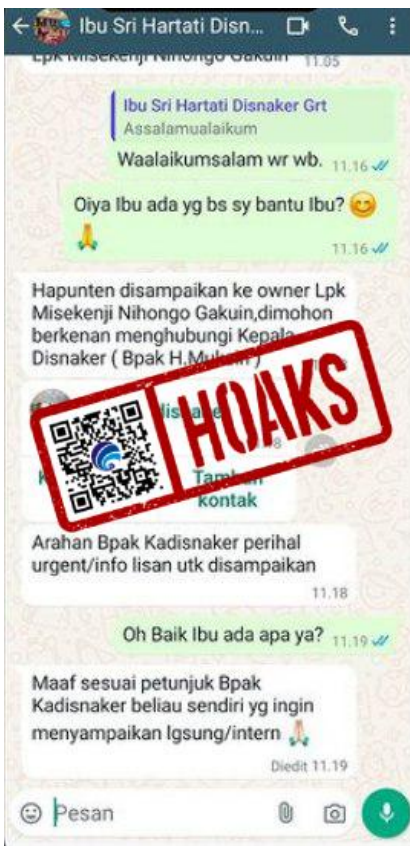 Ibu Sri Hartati Disn...
Lpk Misekenji Nihongo Gakuin 11.05
Ibu Sri Hartati Disnaker Grt
Assalamualaikum
Waalaikumsalam wr wb. 11.16
Oiya Ibu ada yg bs sy bantu Ibu? 😊
🙏
11.16
Hapunten disampaikan ke owner Lpk
Misekenji Nihongo Gakuin,dimohon
berkenan menghubungi Kepala
Disnaker ( Bpak H.
HOAKS
Tambah
kontak
Arahan Bpak Kadisnaker perihal
urgent/info lisan utk disampaikan
11.18
Oh Baik Ibu ada apa ya? 11.19
Maaf sesuai petunjuk Bpak
Kadisnaker beliau sendiri yg ingin
menyampaikan lgsung/intern 🙏
Diedit 11.19
Pesan